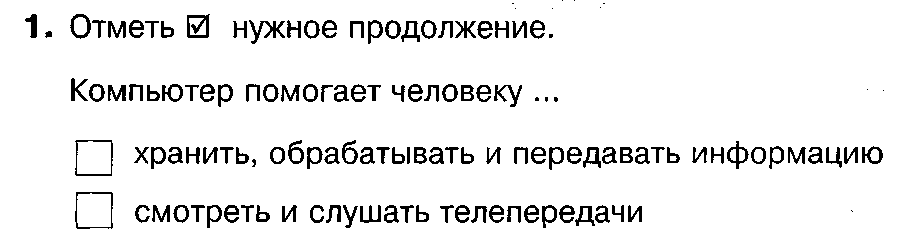 1. Отметь ☑ нужное продолжение.
Компьютер помогает человеку ...
☐ хранить, обрабатывать и передавать информацию
☐ смотреть и слушать телепередачи